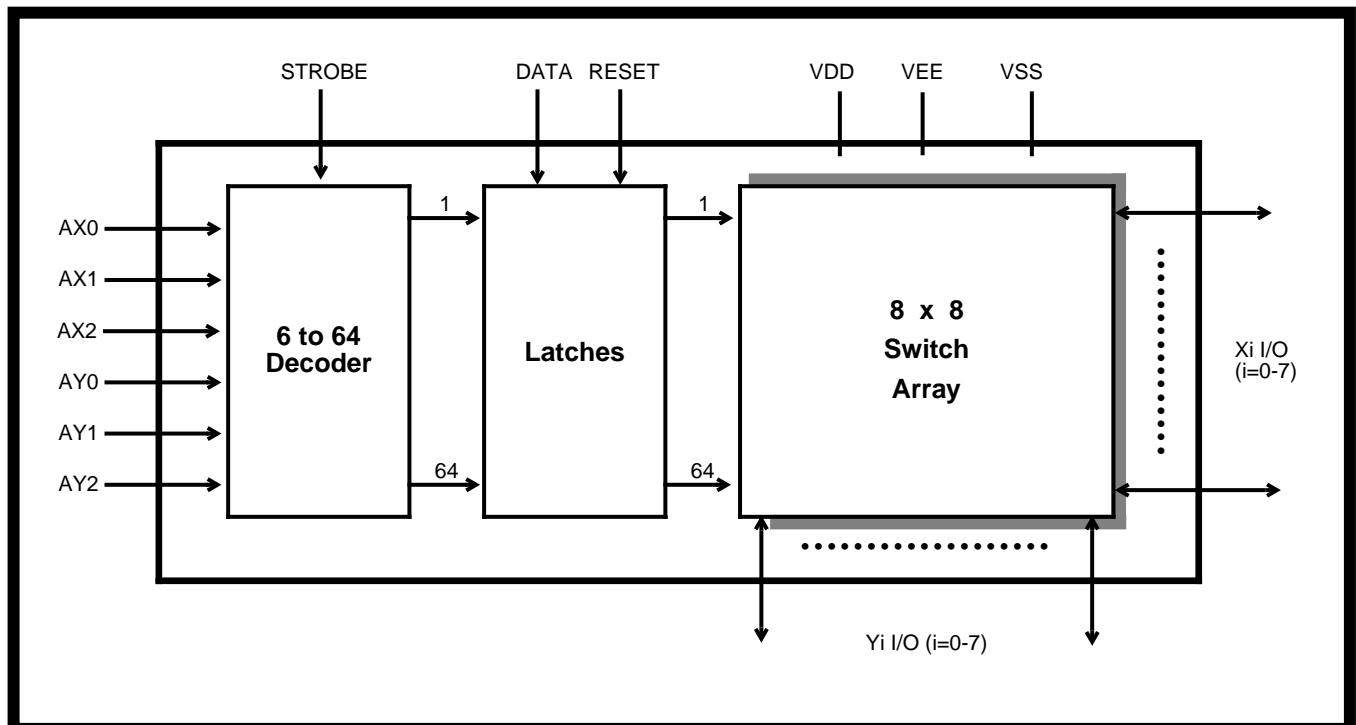 STROBE
DATA
RESET
VDD
VEE
VSS
AX0
AX1
AX2
AY0
AY1
AY2
6 to 64
Decoder
1
64
Latches
1
64
8 x 8
Switch
Array
Xi I/O
(i=0-7)
Yi I/O (i=0-7)